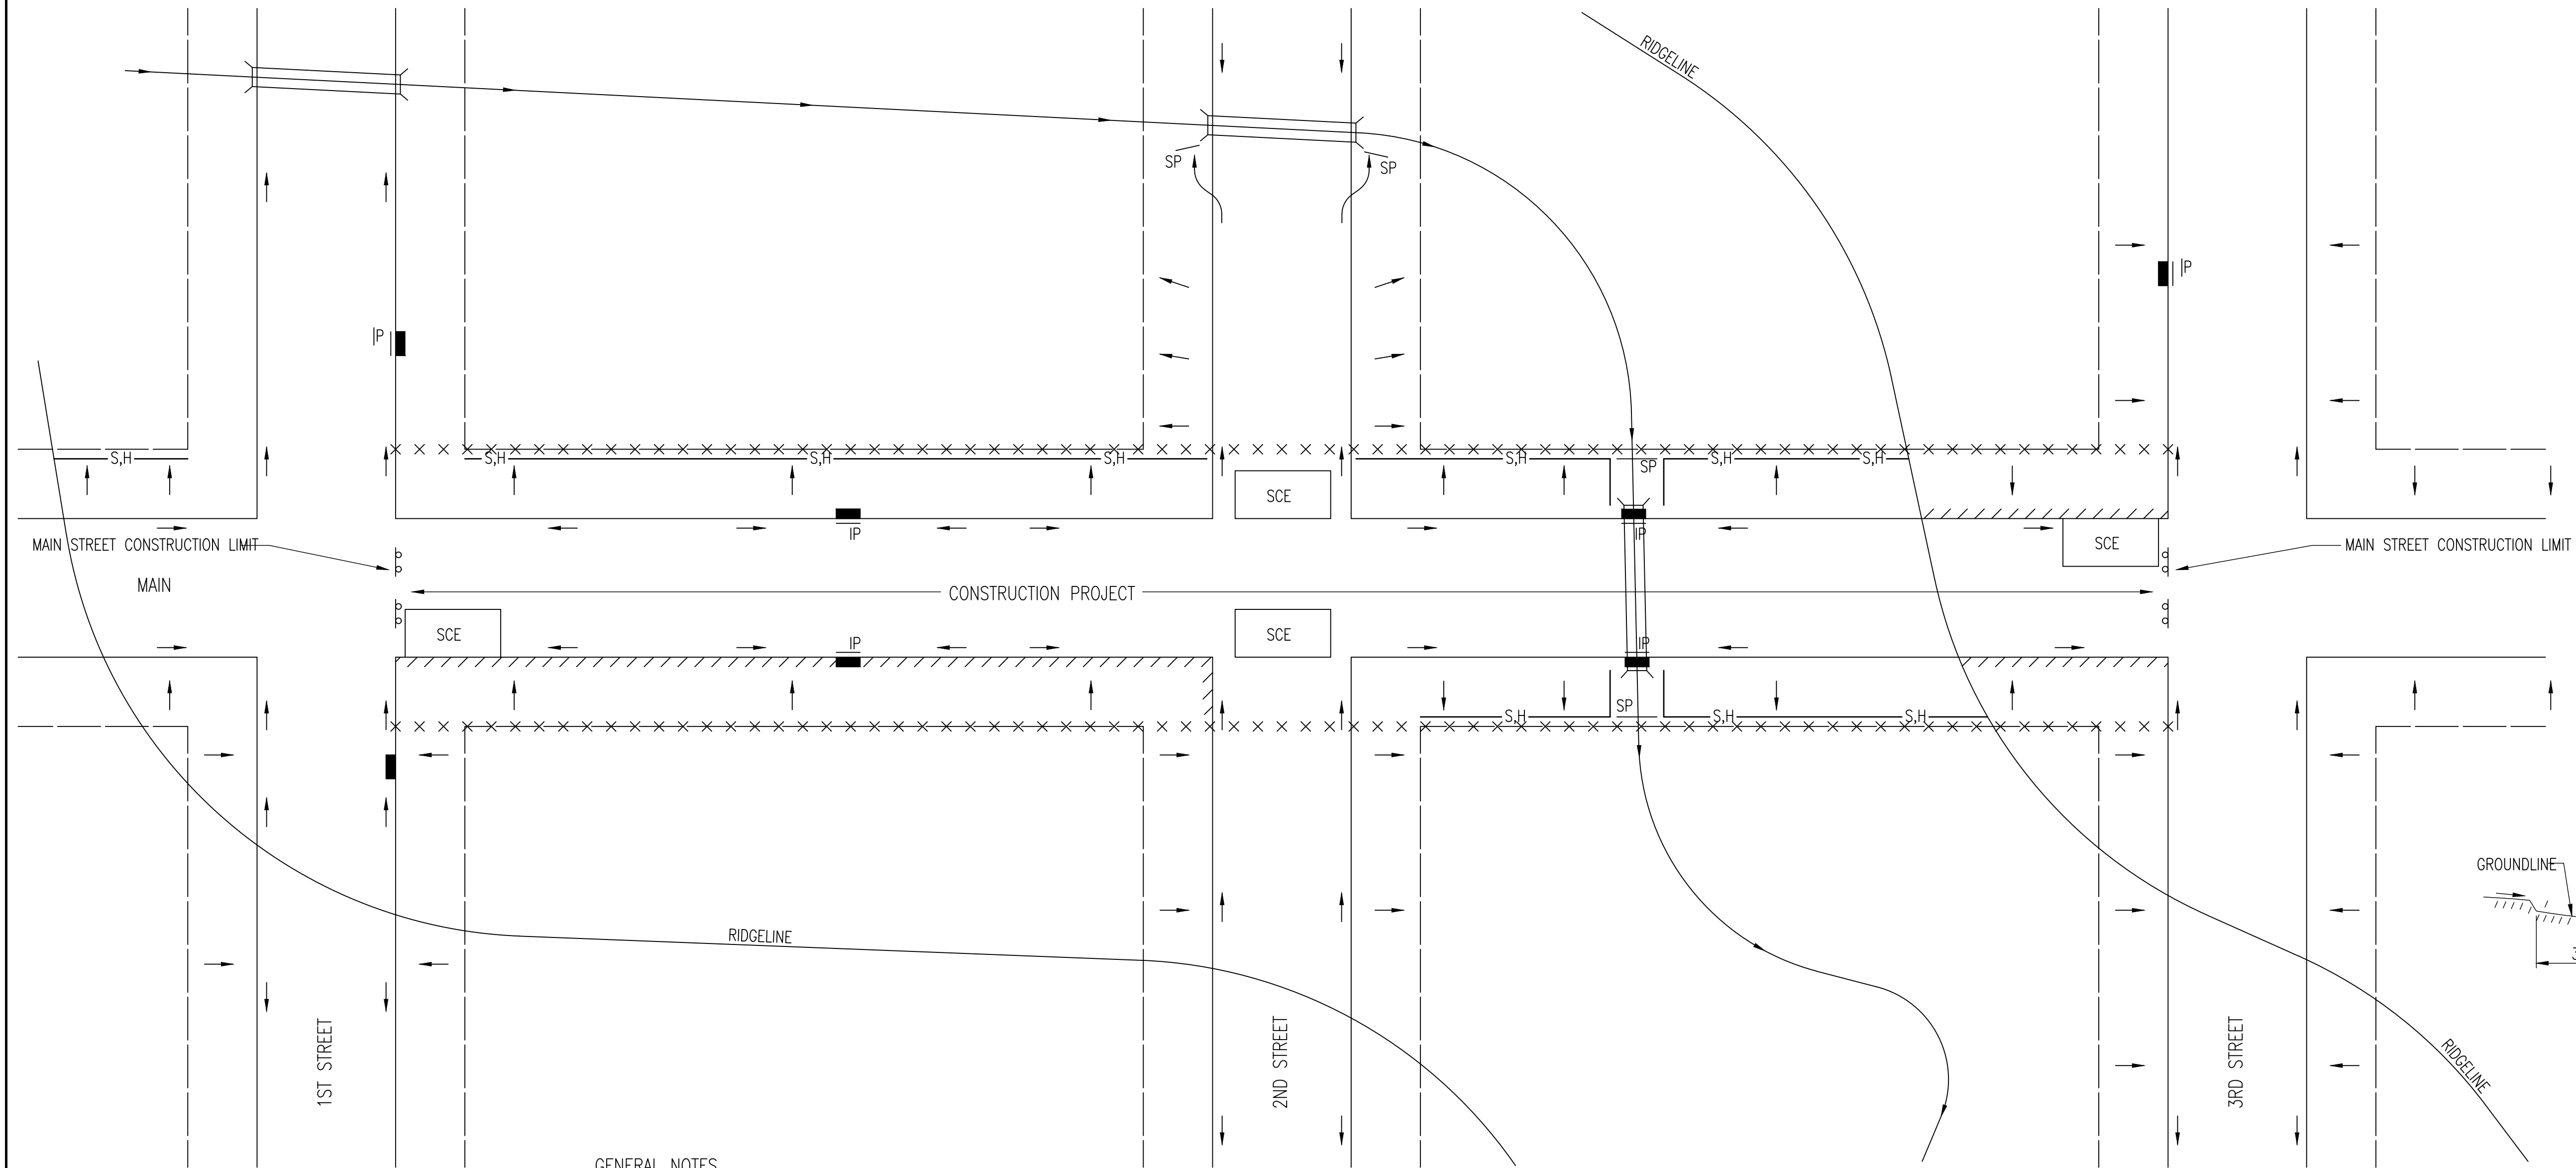 RIDGELINE
SP
SP
IP
IP
S,H
S,H
S,H
S,H
S,H
S,H
S,H
SP
SCE
IP
IP
SCE
MAIN STREET CONSTRUCTION LIMIT
MAIN STREET CONSTRUCTION LIMIT
MAIN
CONSTRUCTION PROJECT
SCE
SCE
IP
IP
SP
S,H
S,H
S,H
GROUNDLINE
RIDGELINE
1ST STREET
2ND STREET
3RD STREET
RIDGELINE
GENERAL NOTES